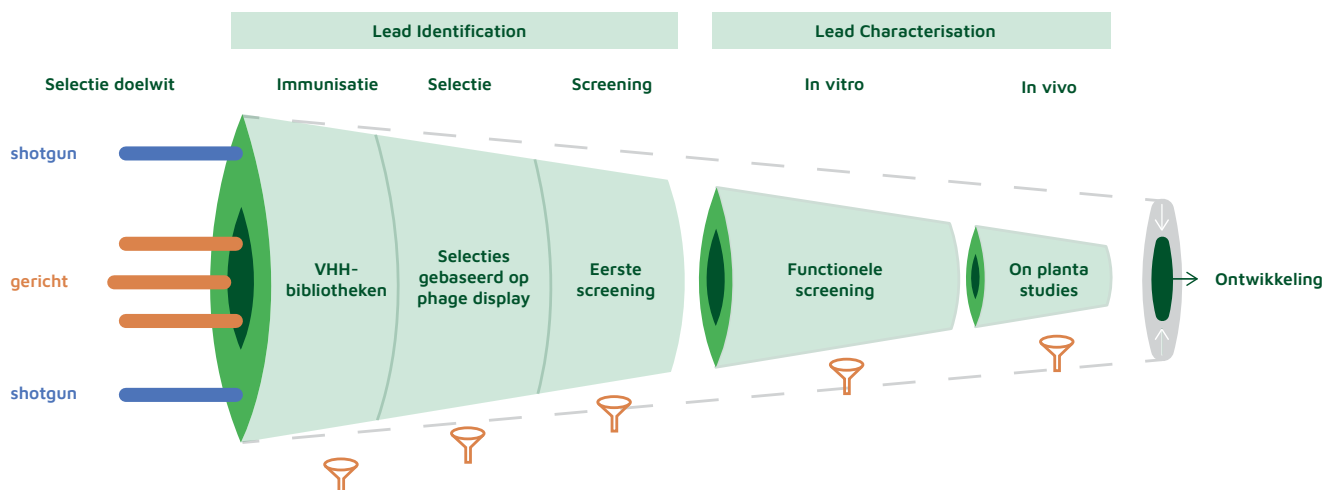 Lead Identification
Lead Characterisation
Selectie doelwit
Immunisatie
Selectie
Screening
In vitro
In vivo
shotgun
gericht
shotgun
VHH-
bibliotheken
Selecties
gebaseerd op
phage display
Eerste
screening
Functionele
screening
On planta
studies
Ontwikkeling